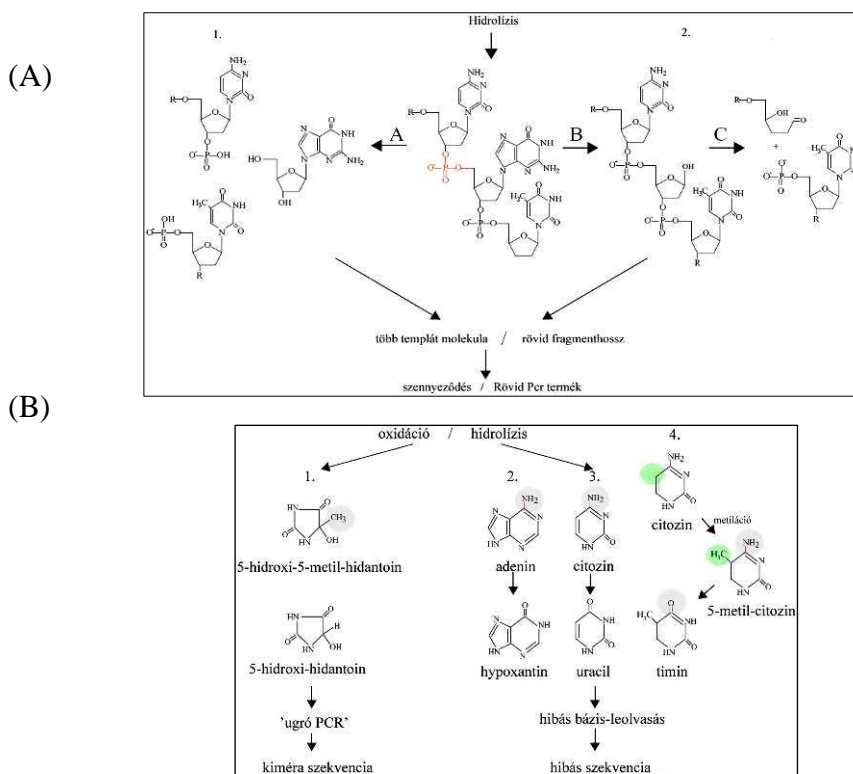 (A)
Hidrolízis
1.
2.
A
B
C
több templát molekula / rövid fragmenthossz
szennyeződés / Rövid Pcr termék
(B)
oxidáció / hidrolízis
1.
2.
3.
4.
citozin
metiláció
5-hidroxi-5-metil-hidantoin
adenin
citozin
5-metil-citozin
5-hidroxi-hidantoin
hypoxantin
uracil
timin
'ugró PCR'
hibás bázis-leolvasás
kiméra szekvencia
hibás szekvencia